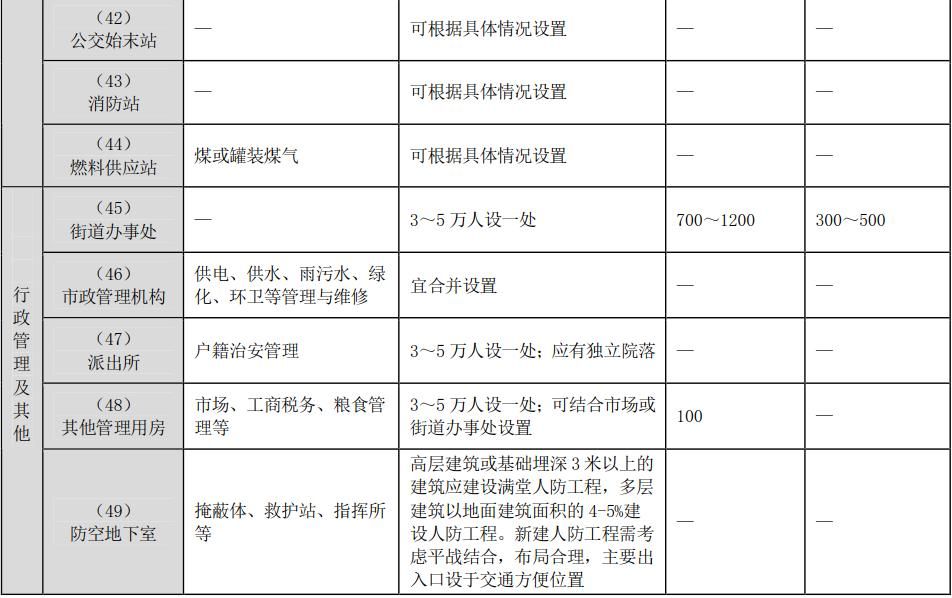 （42）
公交始末站
—
可根据具体情况设置
—
—
（43）
消防站
—
可根据具体情况设置
—
—
（44）
燃料供应站
煤或罐装煤气
可根据具体情况设置
—
—
行政管理及其他
（45）
街道办事处
—
3～5 万人设一处
700～1200
300～500
（46）
市政管理机构
供电、供水、雨污水、绿
化、环卫等管理与维修
宜合并设置
—
—
（47）
派出所
户籍治安管理
3～5 万人设一处；应有独立院落
—
—
（48）
其他管理用房
市场、工商税务、粮食管
理等
3～5 万人设一处；可结合市场或
街道办事处设置
100
—
（49）
防空地下室
掩蔽体、救护站、指挥所
等
高层建筑或基础埋深 3 米以上的
建筑应建设满堂人防工程，多层
建筑以地面建筑面积的 4-5%建
设人防工程。新建人防工程需考
虑平战结合，布局合理，主要出
入口设于交通方便位置
—
—